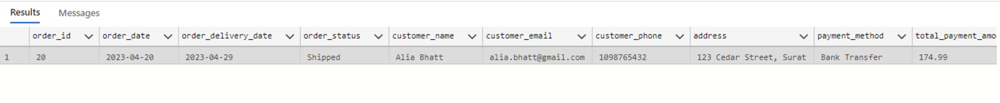 Results Messages
order_id order_date order_delivery_date order_status customer_name customer_email customer_phone address payment_method total_payment_amo
1 20 2023-04-20 2023-04-29 Shipped Alia Bhatt alia.bhatt@gmail.com 1098765432 123 Cedar Street, Surat Bank Transfer 174.99